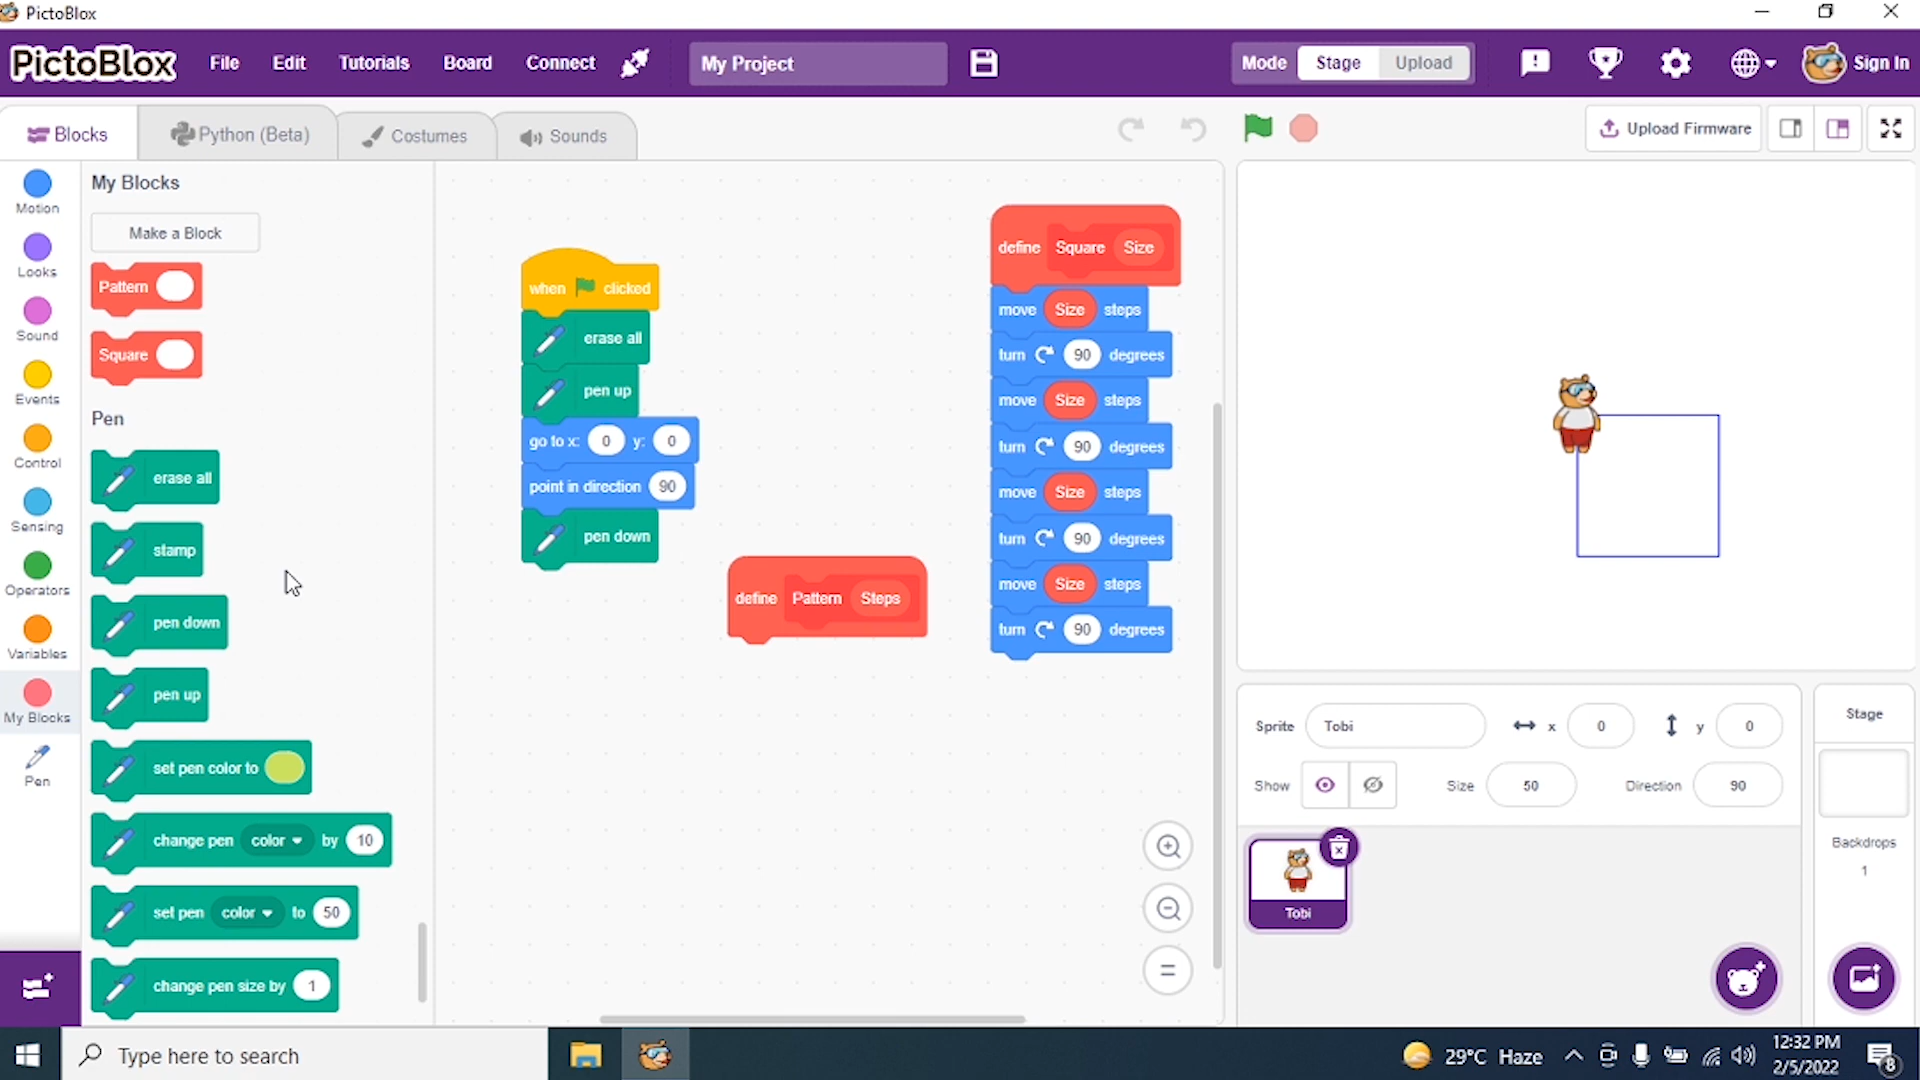 PictoBlox
PictoBlox File Edit Tutorials Board Connect My Project Mode Stage Upload Sign In
Blocks Python (Beta) Costumes Sounds Upload Firmware
Motion
Looks
Sound
Events
Control
Sensing
Operators
Variables
My Blocks
Pen
My Blocks
Make a Block
Pattern
Square
Pen
erase all
stamp
pen down
pen up
set pen color to
change pen color by 10
set pen color to 50
change pen size by 1
when clicked
erase all
pen up
go to x: 0 y: 0
point in direction 90
pen down
define Pattern Steps
define Square Size
move Size steps
turn 90 degrees
move Size steps
turn 90 degrees
move Size steps
turn 90 degrees
move Size steps
turn 90 degrees
Sprite Tobi x 0 y 0
Show Size 50 Direction 90
Tobi
Stage
Backdrops
1
Type here to search
29°C Haze
12:32 PM
2/5/2022
8